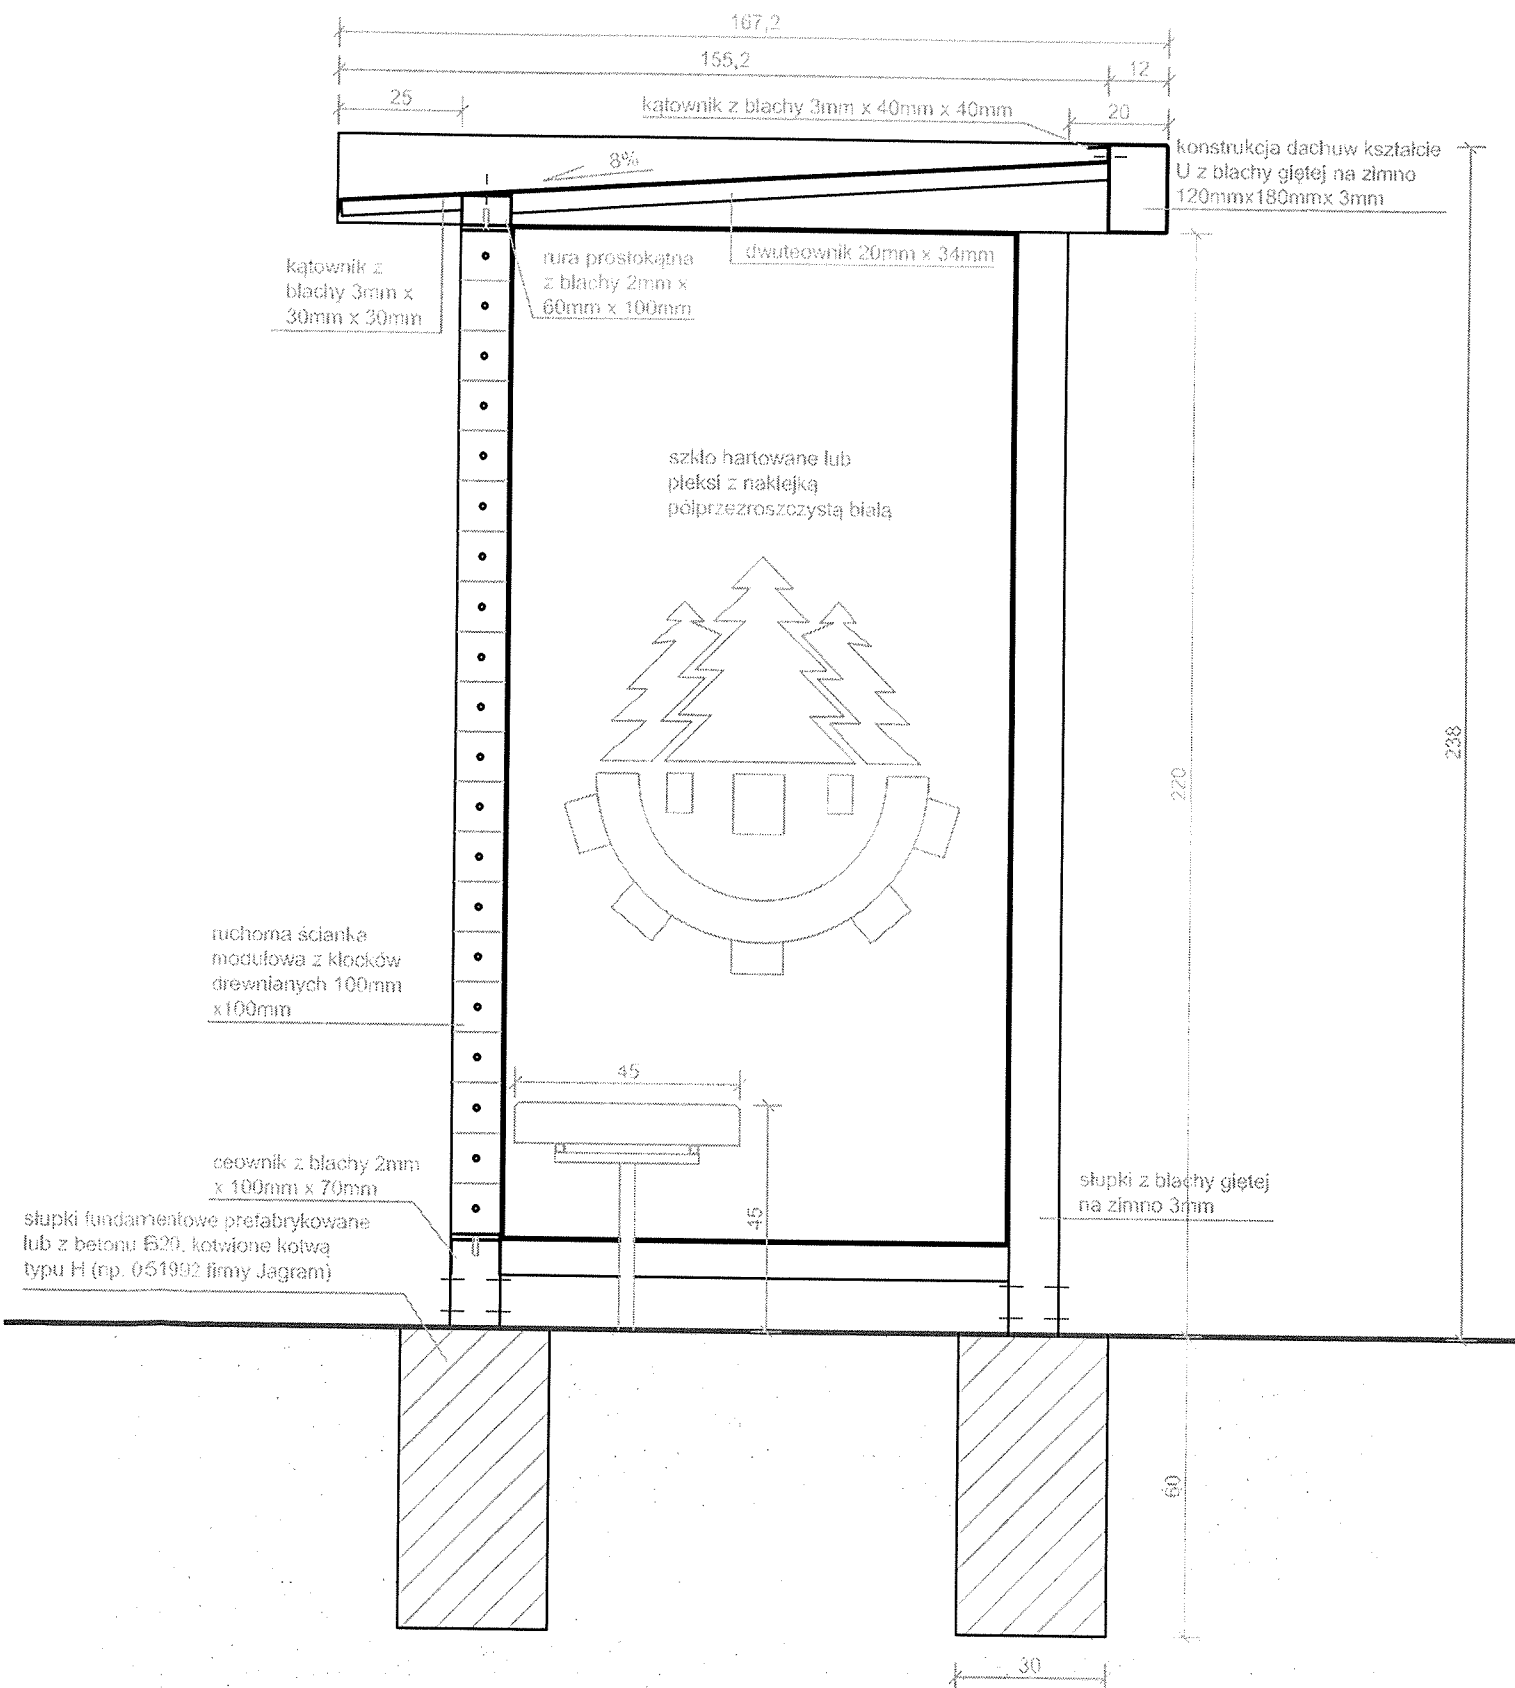 167,2
155,2
12
25
kątownik z blachy 3mm x 40mm x 40mm
20
konstrukcja dachuw kształcie
U z blachy giętej na zimno
120mmx180mmx 3mm
8%
kątownik z
blachy 3mm x
30mm x 30mm
rura prostokątna
z blachy 2mm x
60mm x 100mm
dwuteownik 20mm x 34mm
szkło hartowane lub
pleksi z naklejką
półprzezroszczystą białą
238
220
ruchoma ścianka
modułowa z klocków
drewnianych 100mm
x100mm
45
45
ceownik z blachy 2mm
x 100mm x 70mm
słupki z blachy giętej
na zimno 3mm
słupki fundamentowe prefabrykowane
lub z betonu B20, kotwione kotwą
typu H (np. 051992 firmy Jagram)
60
30